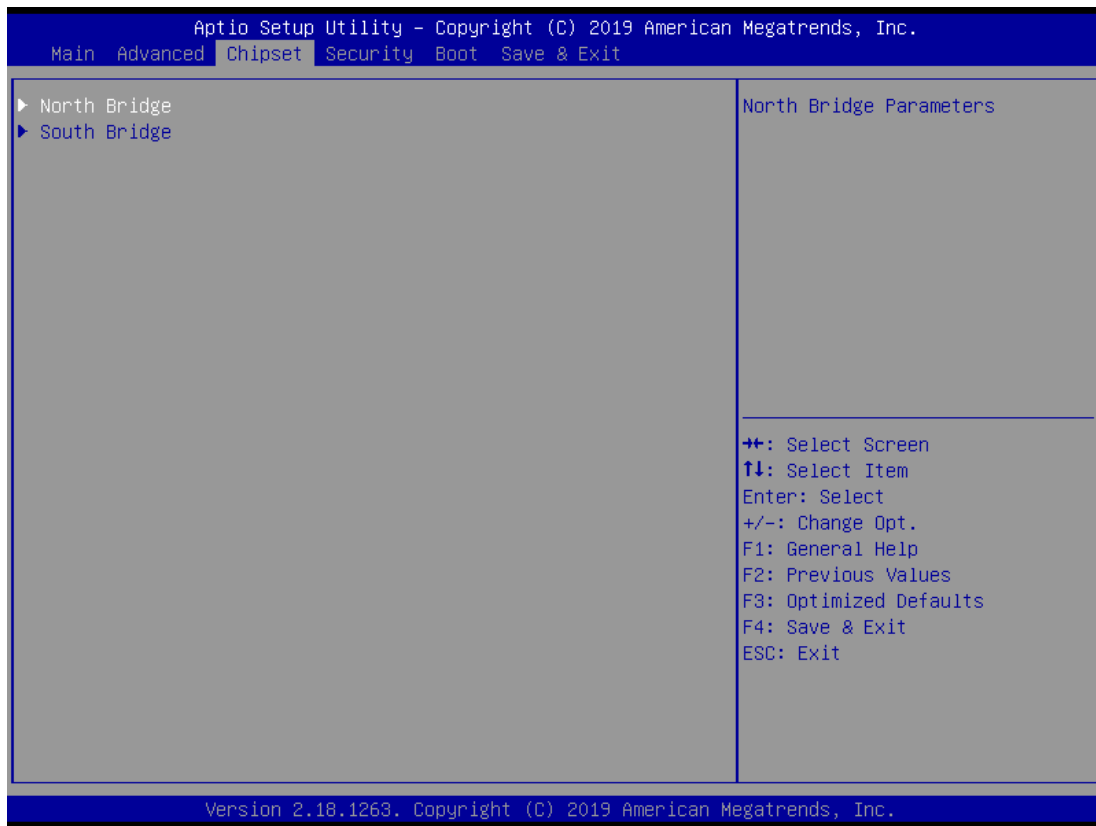 Aptio Setup Utility – Copyright (C) 2019 American Megatrends, Inc.
Main Advanced Chipset Security Boot Save & Exit
▶ North Bridge
▶ South Bridge
North Bridge Parameters
→←: Select Screen
↑↓: Select Item
Enter: Select
+/-: Change Opt.
F1: General Help
F2: Previous Values
F3: Optimized Defaults
F4: Save & Exit
ESC: Exit
Version 2.18.1263. Copyright (C) 2019 American Megatrends, Inc.